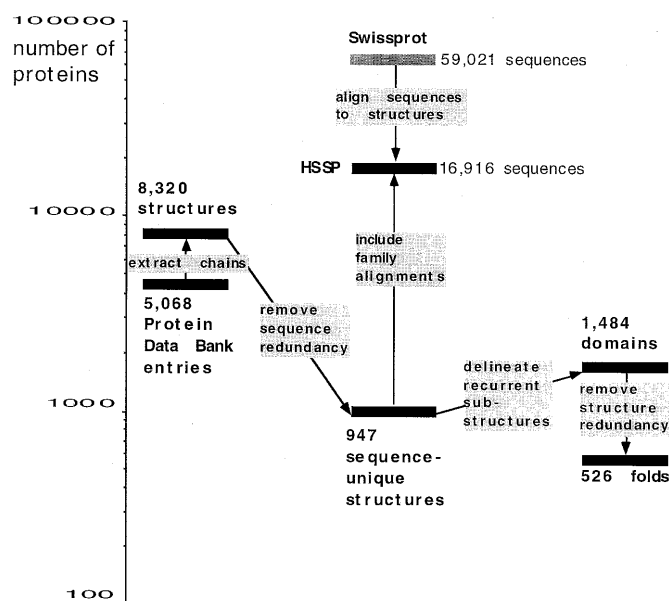 100000
number of
proteins
Swissprot
59,021 sequences
align sequences
to structures
HSSP
16,916 sequences
8,320
structures
10000
extract chains
include
family
alignments
5,068
Protein
Data Bank
entries
remove
sequence
redundancy
1,484
domains
delineate
recurrent
sub-
structures
remove
structure
redundancy
1000
947
sequence-
unique
structures
526 folds
100